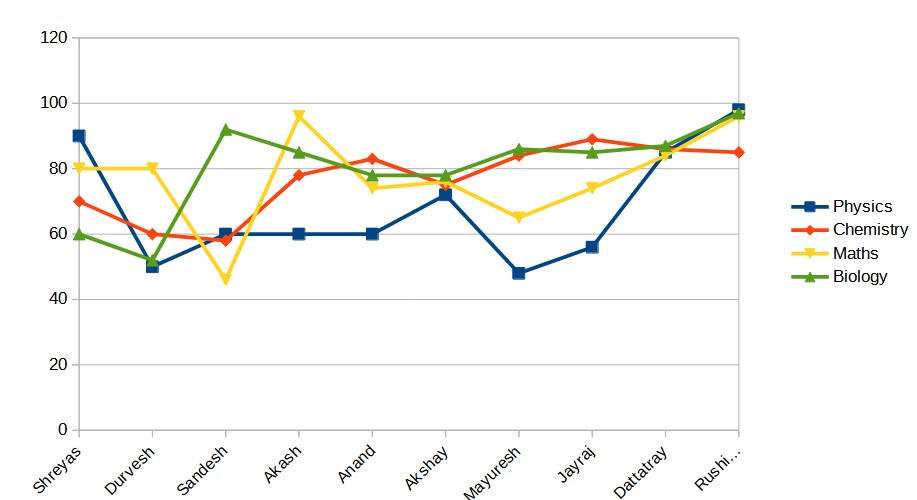 120
100
80
60
40
20
0
Physics
Chemistry
Maths
Biology
Shreyas
Durvesh
Sandesh
Akash
Anand
Akshay
Mayuresh
Jayraj
Dattatray
Rushi...